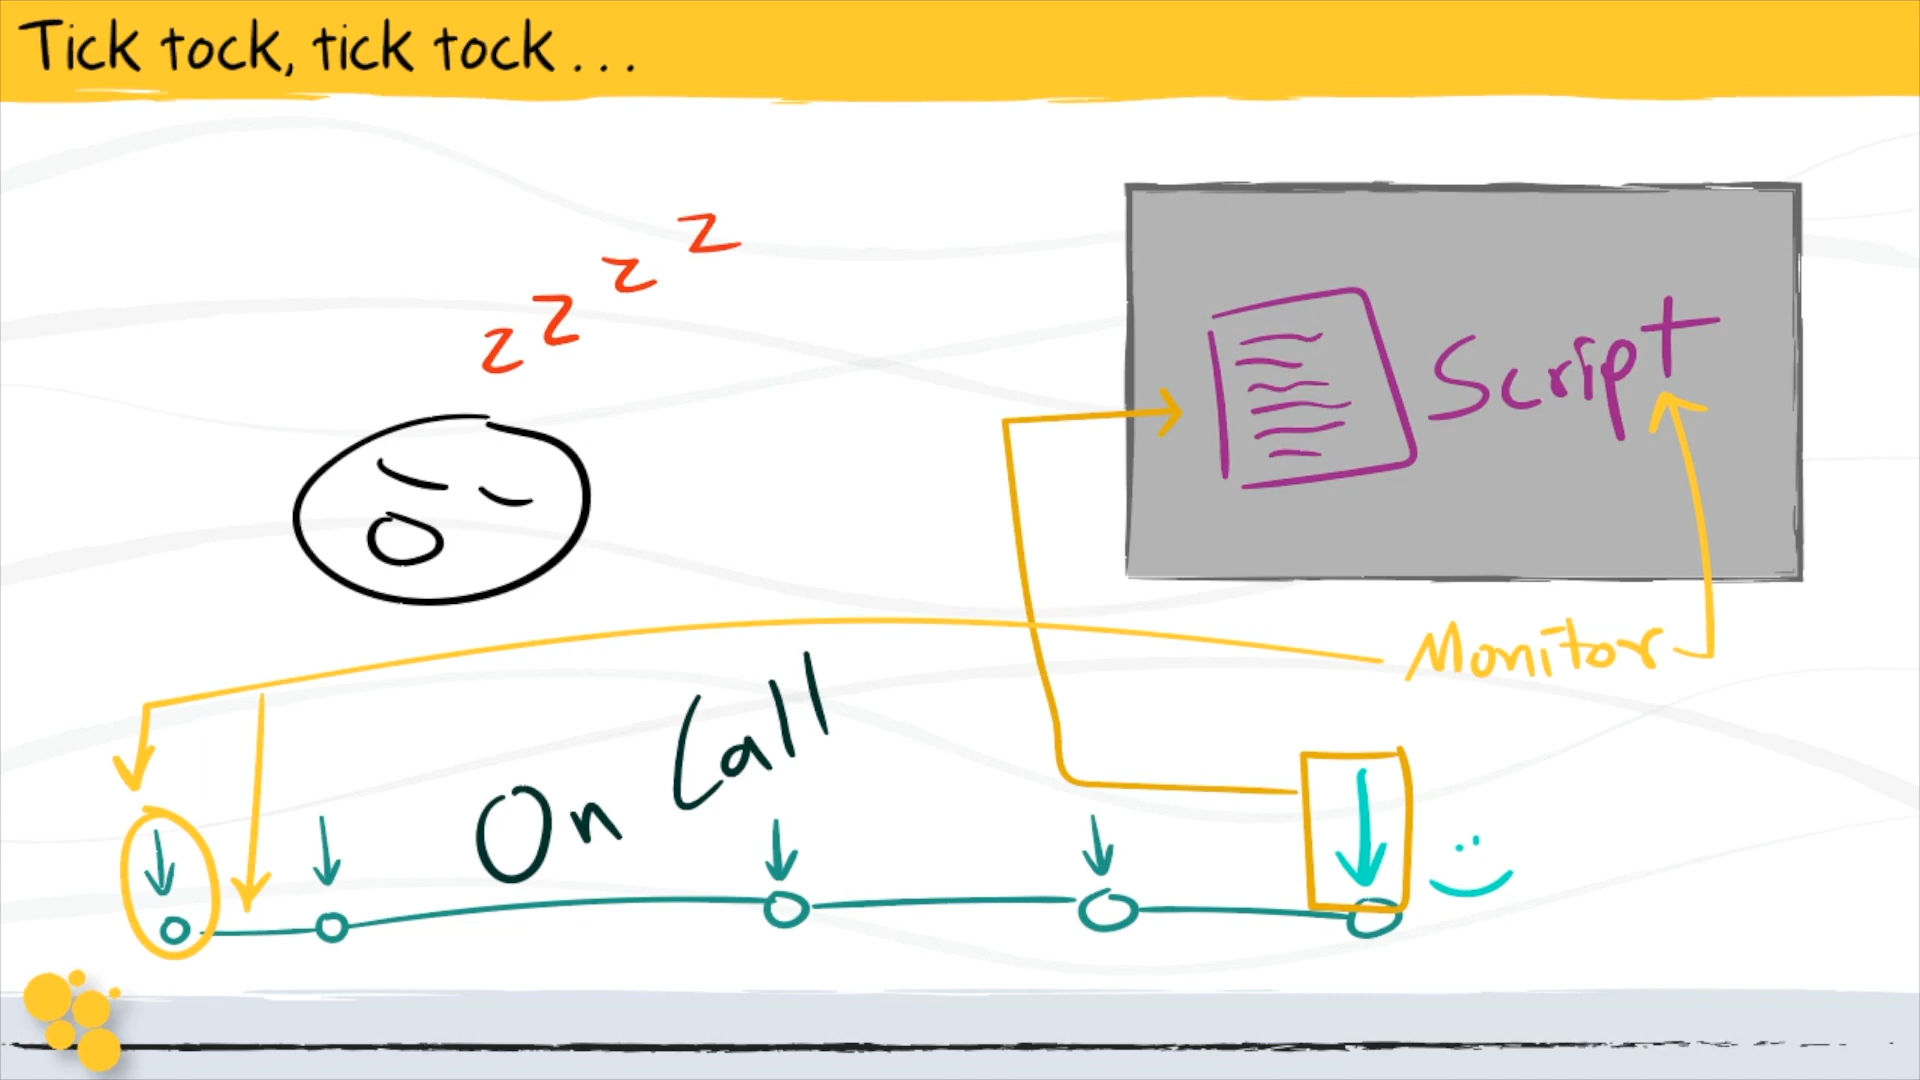 Tick tock, tick tock...
z z z z
Script
Monitor
On Call